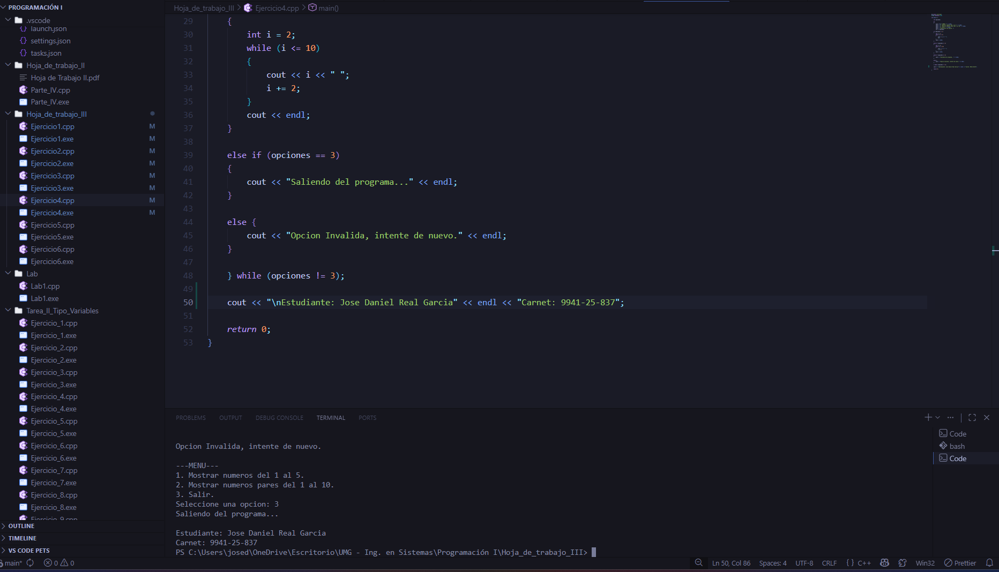 PROGRAMACIÓN I
.vscode
launch.json
settings.json
tasks.json
Hoja_de_trabajo_II
Hoja de Trabajo II.pdf
Parte_IV.cpp
Parte_IV.exe
Hoja_de_trabajo_III
Ejercicio1.cpp M
Ejercicio1.exe M
Ejercicio2.cpp M
Ejercicio2.exe M
Ejercicio3.cpp M
Ejercicio3.exe M
Ejercicio4.cpp M
Ejercicio4.exe M
Ejercicio5.cpp
Ejercicio5.exe
Ejercicio6.cpp
Ejercicio6.exe
Lab
Lab1.cpp
Lab1.exe
Tarea_II_Tipo_Variables
Ejercicio_1.cpp
Ejercicio_1.exe
Ejercicio_2.cpp
Ejercicio_2.exe
Ejercicio_3.cpp
Ejercicio_3.exe
Ejercicio_4.cpp
Ejercicio_4.exe
Ejercicio_5.cpp
Ejercicio_5.exe
Ejercicio_6.cpp
Ejercicio_6.exe
Ejercicio_7.cpp
Ejercicio_7.exe
Ejercicio_8.cpp
Ejercicio_8.exe
Ejercicio_9.cpp
OUTLINE
TIMELINE
VS CODE PETS
Hoja_de_trabajo_III > Ejercicio4.cpp > main()
29 {
30 int i = 2;
31 while (i <= 10)
32 {
33 cout << i << " ";
34 i += 2;
35 }
36 cout << endl;
37 }
38
39 else if (opciones == 3)
40 {
41 cout << "Saliendo del programa..." << endl;
42 }
43
44 else {
45 cout << "Opcion Invalida, intente de nuevo." << endl;
46 }
47
48 } while (opciones != 3);
49
50 cout << "\nEstudiante: Jose Daniel Real Garcia" << endl << "Carnet: 9941-25-837";
51
52 return 0;
53 }
PROBLEMS OUTPUT DEBUG CONSOLE TERMINAL PORTS
Opcion Invalida, intente de nuevo.
---MENU---
1. Mostrar numeros del 1 al 5.
2. Mostrar numeros pares del 1 al 10.
3. Salir.
Seleccione una opcion: 3
Saliendo del programa...
Estudiante: Jose Daniel Real Garcia
Carnet: 9941-25-837
PS C:\Users\josed\OneDrive\Escritorio\UMG - Ing. en Sistemas\Programación I\Hoja_de_trabajo_III>
Code
bash
Code
main* 0 0 Ln 50, Col 86 Spaces: 4 UTF-8 CRLF { } C++ Win32 Prettier